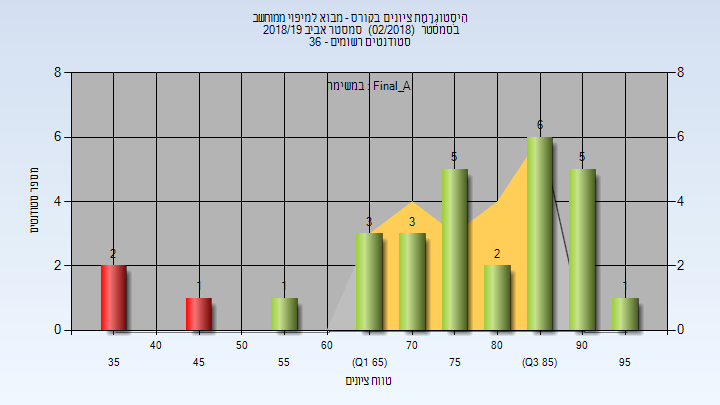 היסטוגרמת ציונים בקורס - מבוא למיפוי ממוחשב
בסמסטר (02/2018) סמסטר אביב 2018/19
סטודנטים רשומים - 36
במשימה : Final_A
8 8
6 6
4 4
2 2
0 0
2 1 1 3 3 5 2 6 5 1
מספר סטודנטים
40 50 60 70 80 90
35 45 55 (Q1 65) 75 (Q3 85) 95
טווח ציונים